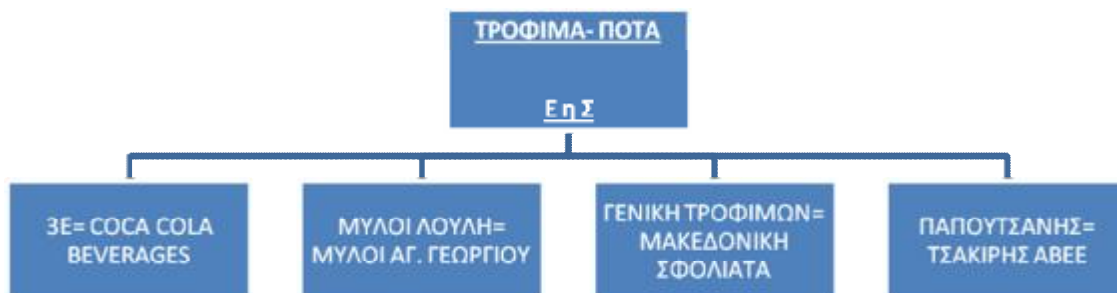 ΤΡΟΦΙΜΑ- ΠΟΤΑ
Ε η Σ
3Ε= COCA COLA
BEVERAGES
ΜΥΛΟΙ ΛΟΥΛΗ=
ΜΥΛΟΙ ΑΓ. ΓΕΩΡΓΙΟΥ
ΓΕΝΙΚΗ ΤΡΟΦΙΜΩΝ=
ΜΑΚΕΔΟΝΙΚΗ
ΣΦΟΛΙΑΤΑ
ΠΑΠΟΥΤΣΑΝΗΣ=
ΤΣΑΚΙΡΗΣ ΑΒΕΕ